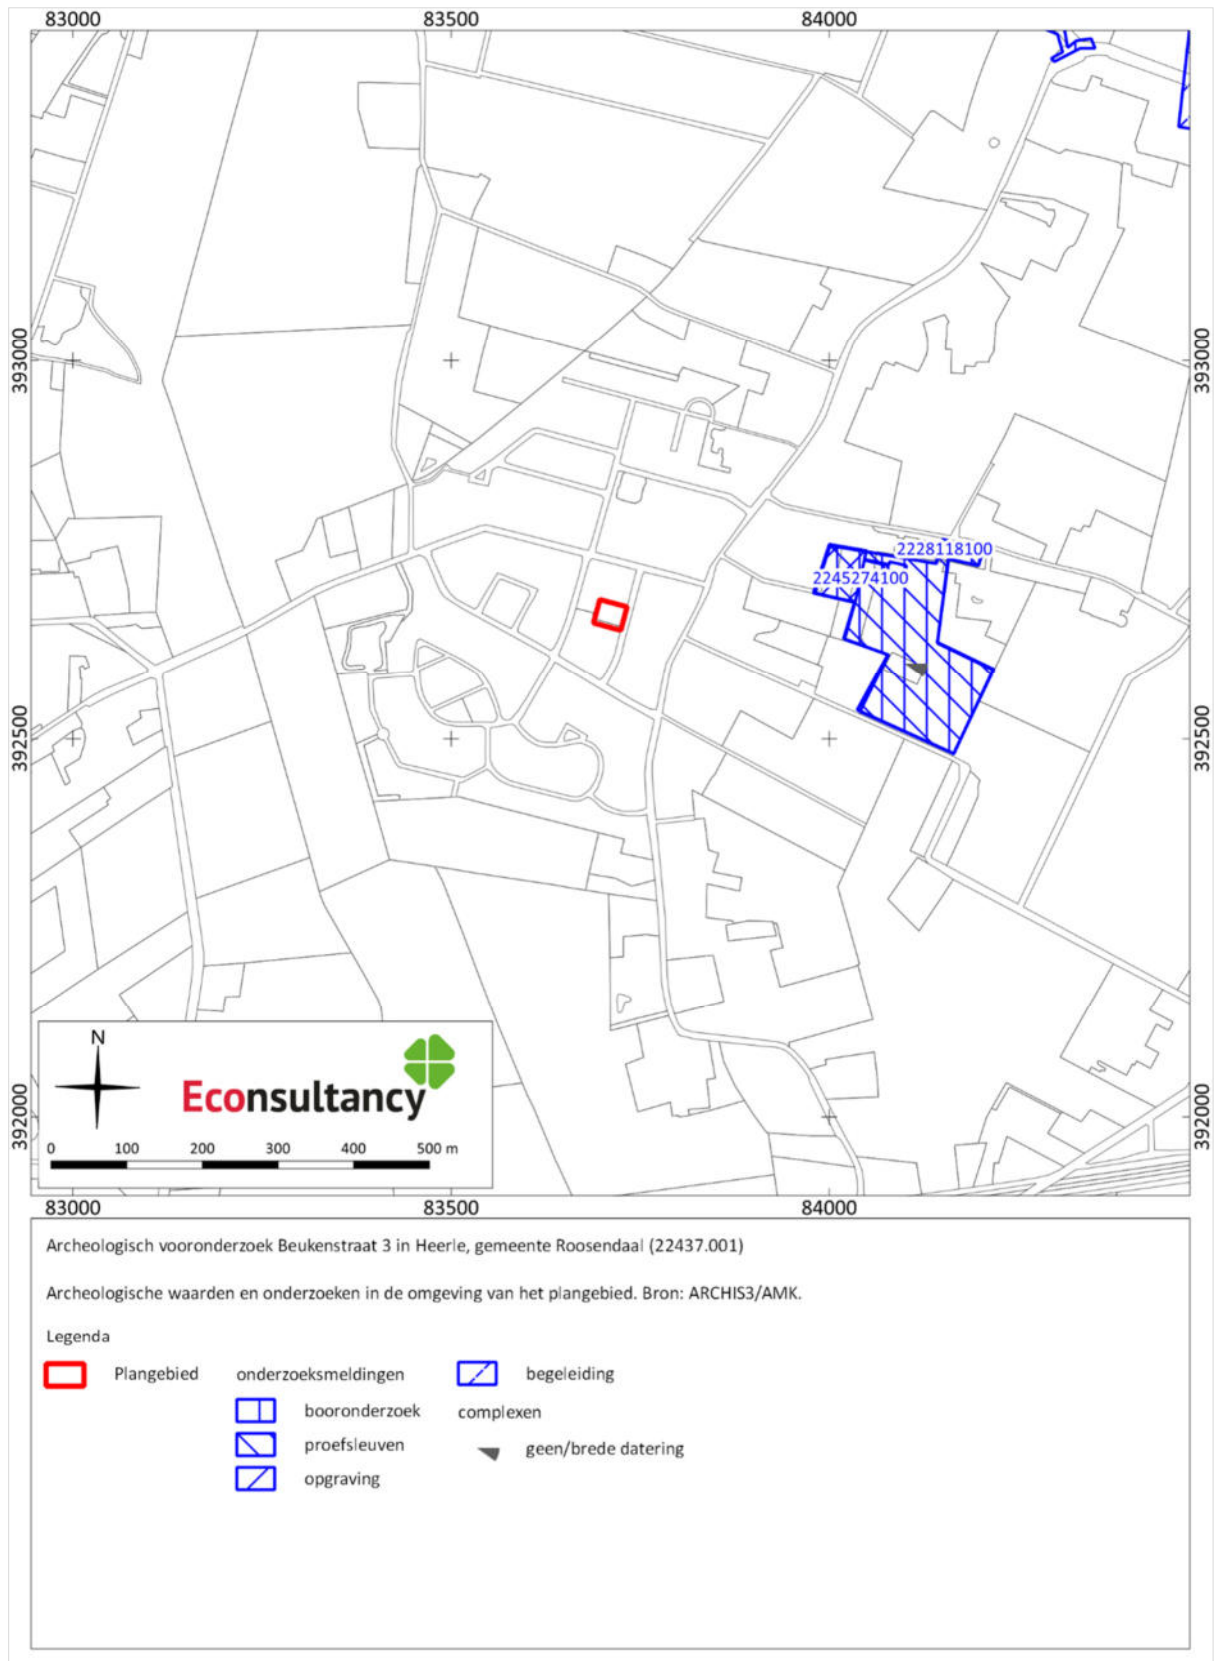 83000 83500 84000
393000 393000
2228118100
2245274100
392500 392500
N
Econsultancy
392000 392000
0 100 200 300 400 500 m
83000 83500 84000
Archeologisch vooronderzoek Beukenstraat 3 in Heerle, gemeente Roosendaal (22437.001)
Archeologische waarden en onderzoeken in de omgeving van het plangebied. Bron: ARCHIS3/AMK.
Legenda
Plangebied onderzoeksmeldingen begeleiding
booronderzoek complexen
proefsleuven geen/brede datering
opgraving